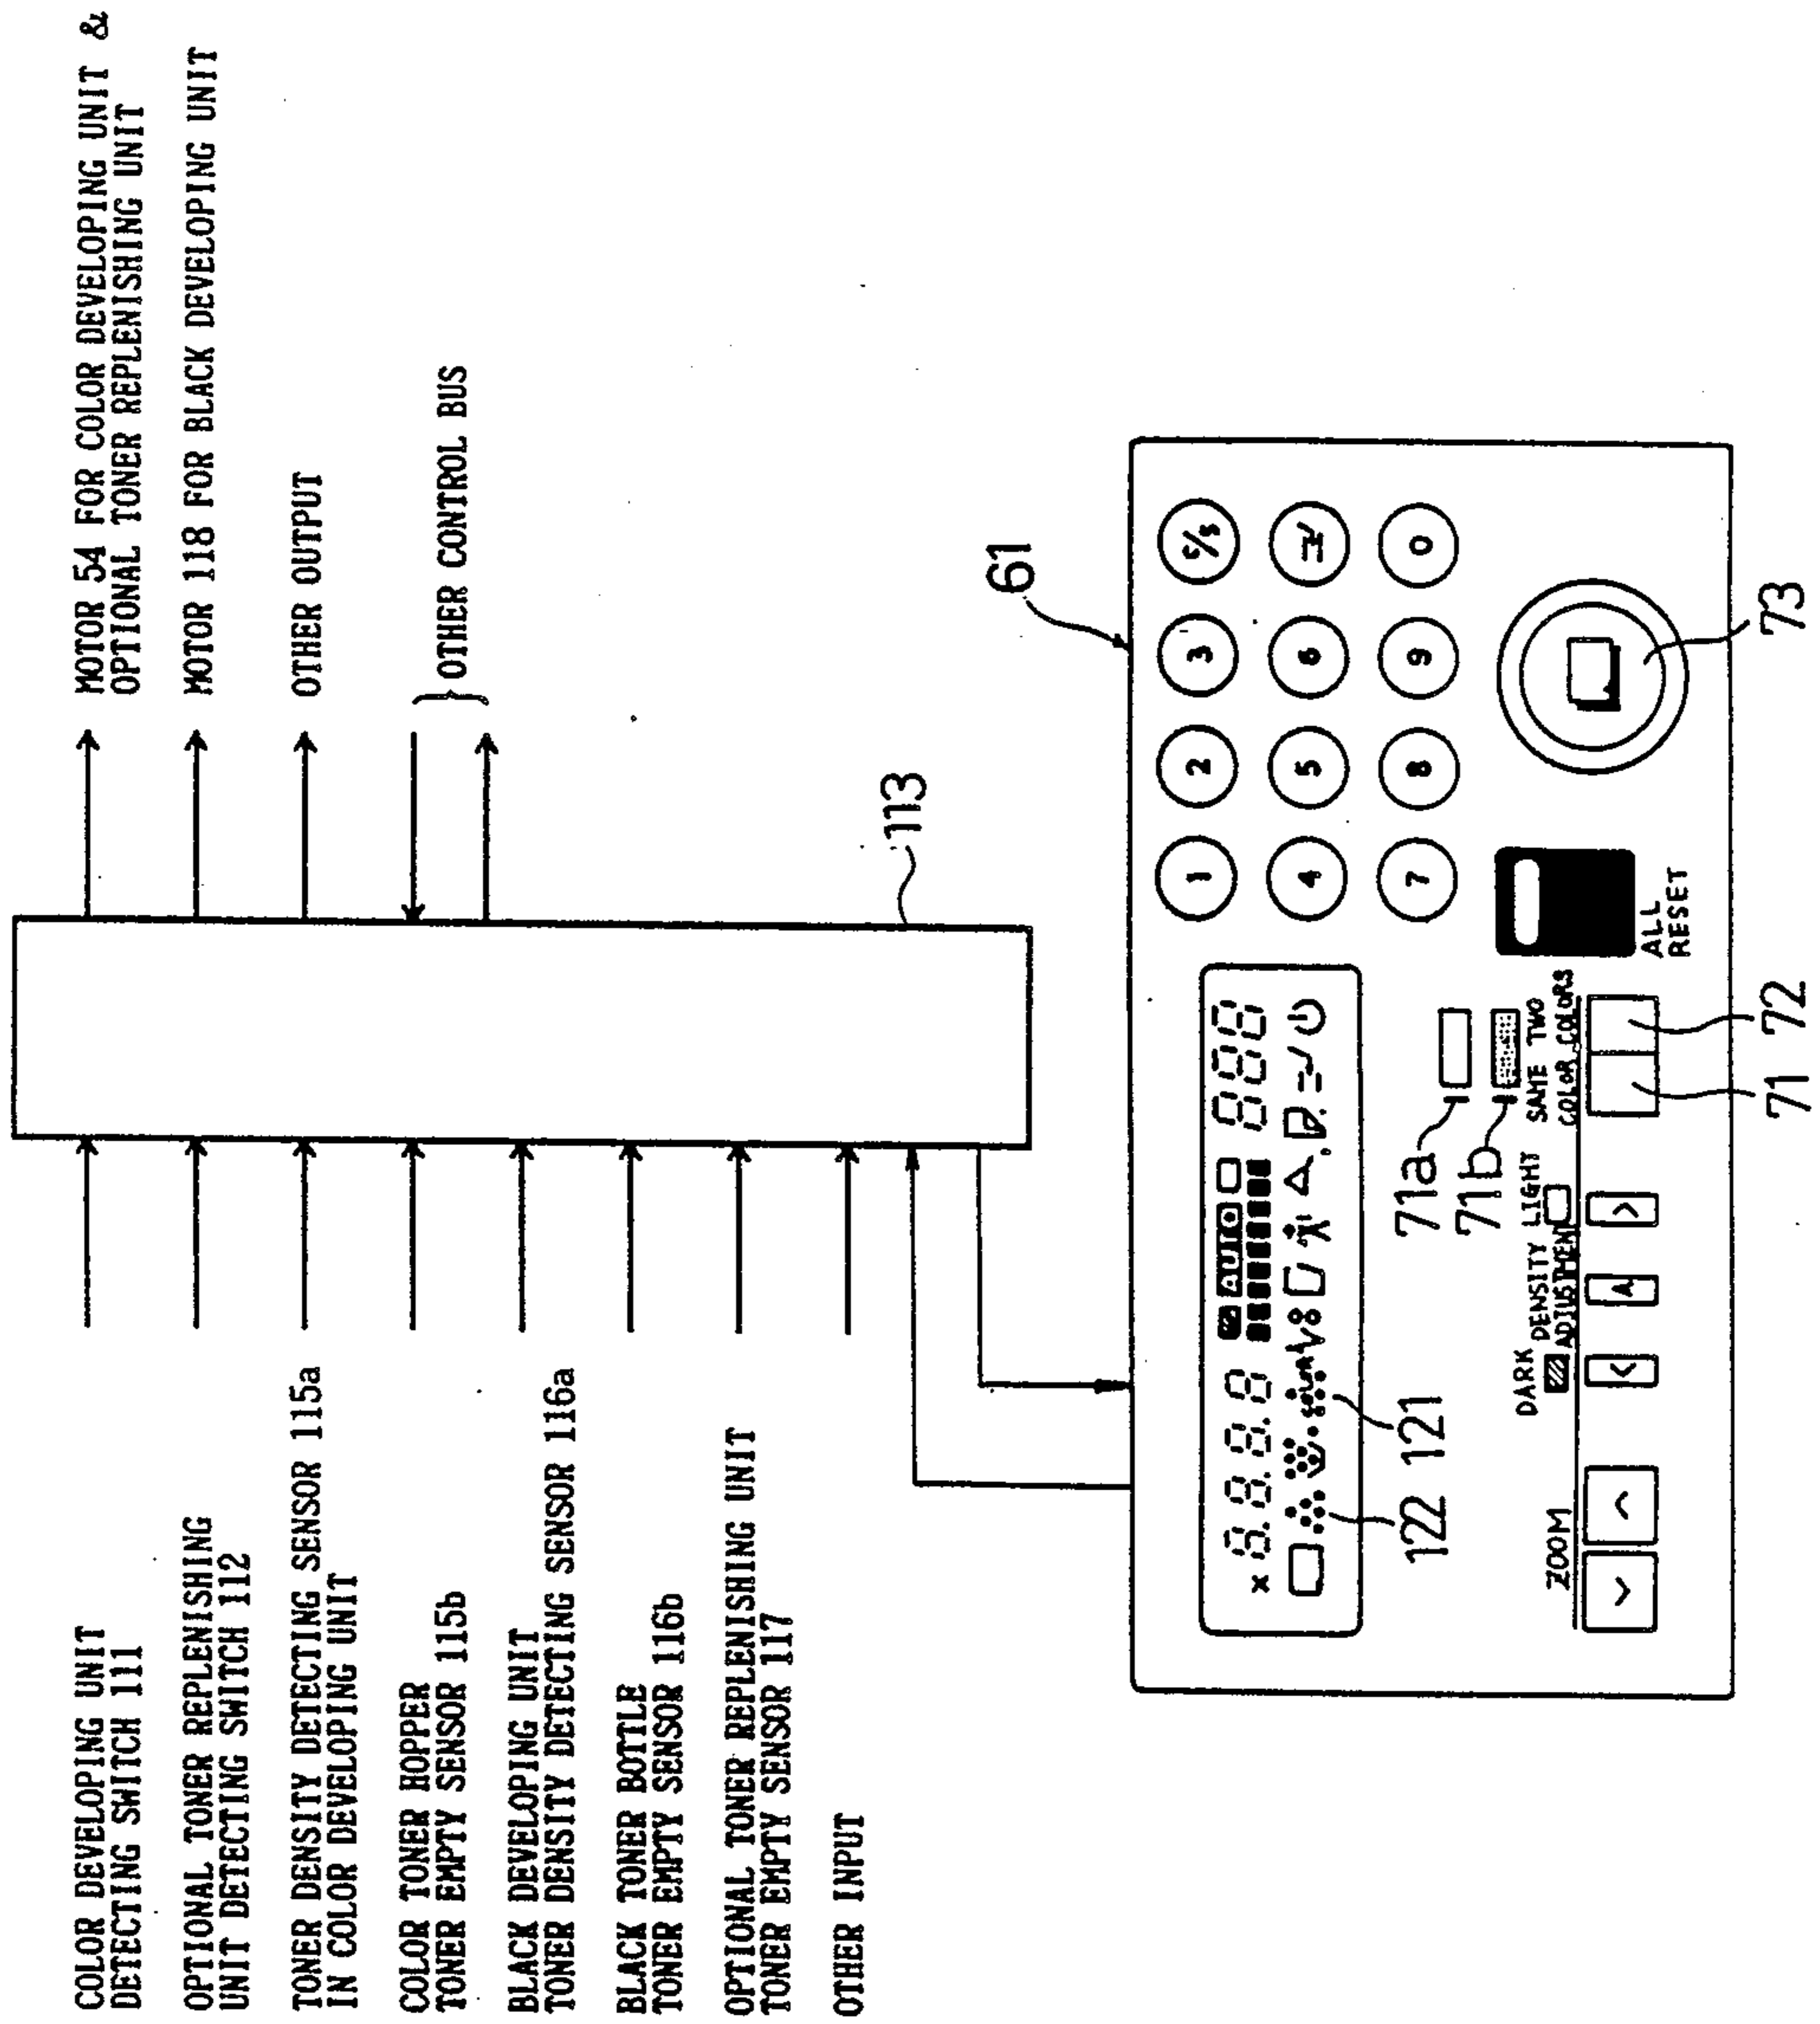 COLOR DEVELOPING UNIT
DETECTING SWITCH 111
OPTIONAL TONER REPLENISHING
UNIT DETECTING SWITCH 112
TONER DENSITY DETECTING SENSOR 115a
IN COLOR DEVELOPING UNIT
COLOR TONER HOPPER
TONER EMPTY SENSOR 115b
BLACK DEVELOPING UNIT
TONER DENSITY DETECTING SENSOR 116a
BLACK TONER BOTTLE
TONER EMPTY SENSOR 116b
OPTIONAL TONER REPLENISHING UNIT
TONER EMPTY SENSOR 117
OTHER INPUT
MOTOR 54 FOR COLOR DEVELOPING UNIT &
OPTIONAL TONER REPLENISHING UNIT
MOTOR 118 FOR BLACK DEVELOPING UNIT
OTHER OUTPUT
OTHER CONTROL BUS
113
61
× 8.8.8.8
AUTO
888
122
121
71a
71b
1
2
3
C/S
4
5
6
7
8
9
0
ZOOM
DARK
DENSITY
ADJUSTMENT
LIGHT
A
SAME
COLOR
TWO
COLORS
ALL
RESET
71
72
73